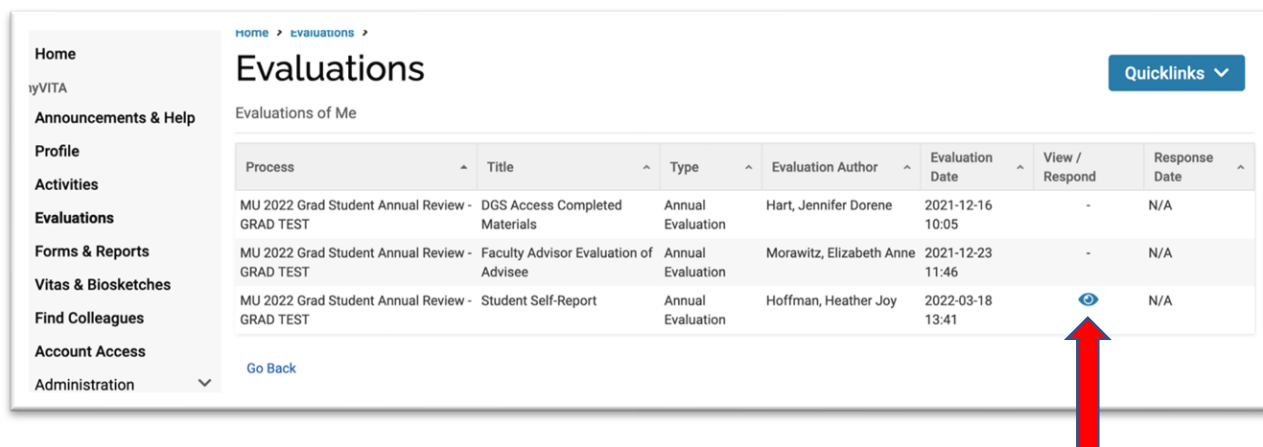 Home > Evaluations >
Home
Evaluations
Quicklinks
yVITA
Announcements & Help
Evaluations of Me
Profile
Activities
Evaluations
Forms & Reports
Vitas & Biosketches
Find Colleagues
Account Access
Administration
Process Title Type Evaluation Author Evaluation Date View / Respond Response Date
MU 2022 Grad Student Annual Review - DGS Access Completed Annual Hart, Jennifer Dorene 2021-12-16 - N/A
GRAD TEST Materials Evaluation 10:05
MU 2022 Grad Student Annual Review - Faculty Advisor Evaluation of Annual Morawitz, Elizabeth Anne 2021-12-23 - N/A
GRAD TEST Advisee Evaluation 11:46
MU 2022 Grad Student Annual Review - Student Self-Report Annual Hoffman, Heather Joy 2022-03-18 N/A
GRAD TEST Evaluation 13:41
Go Back